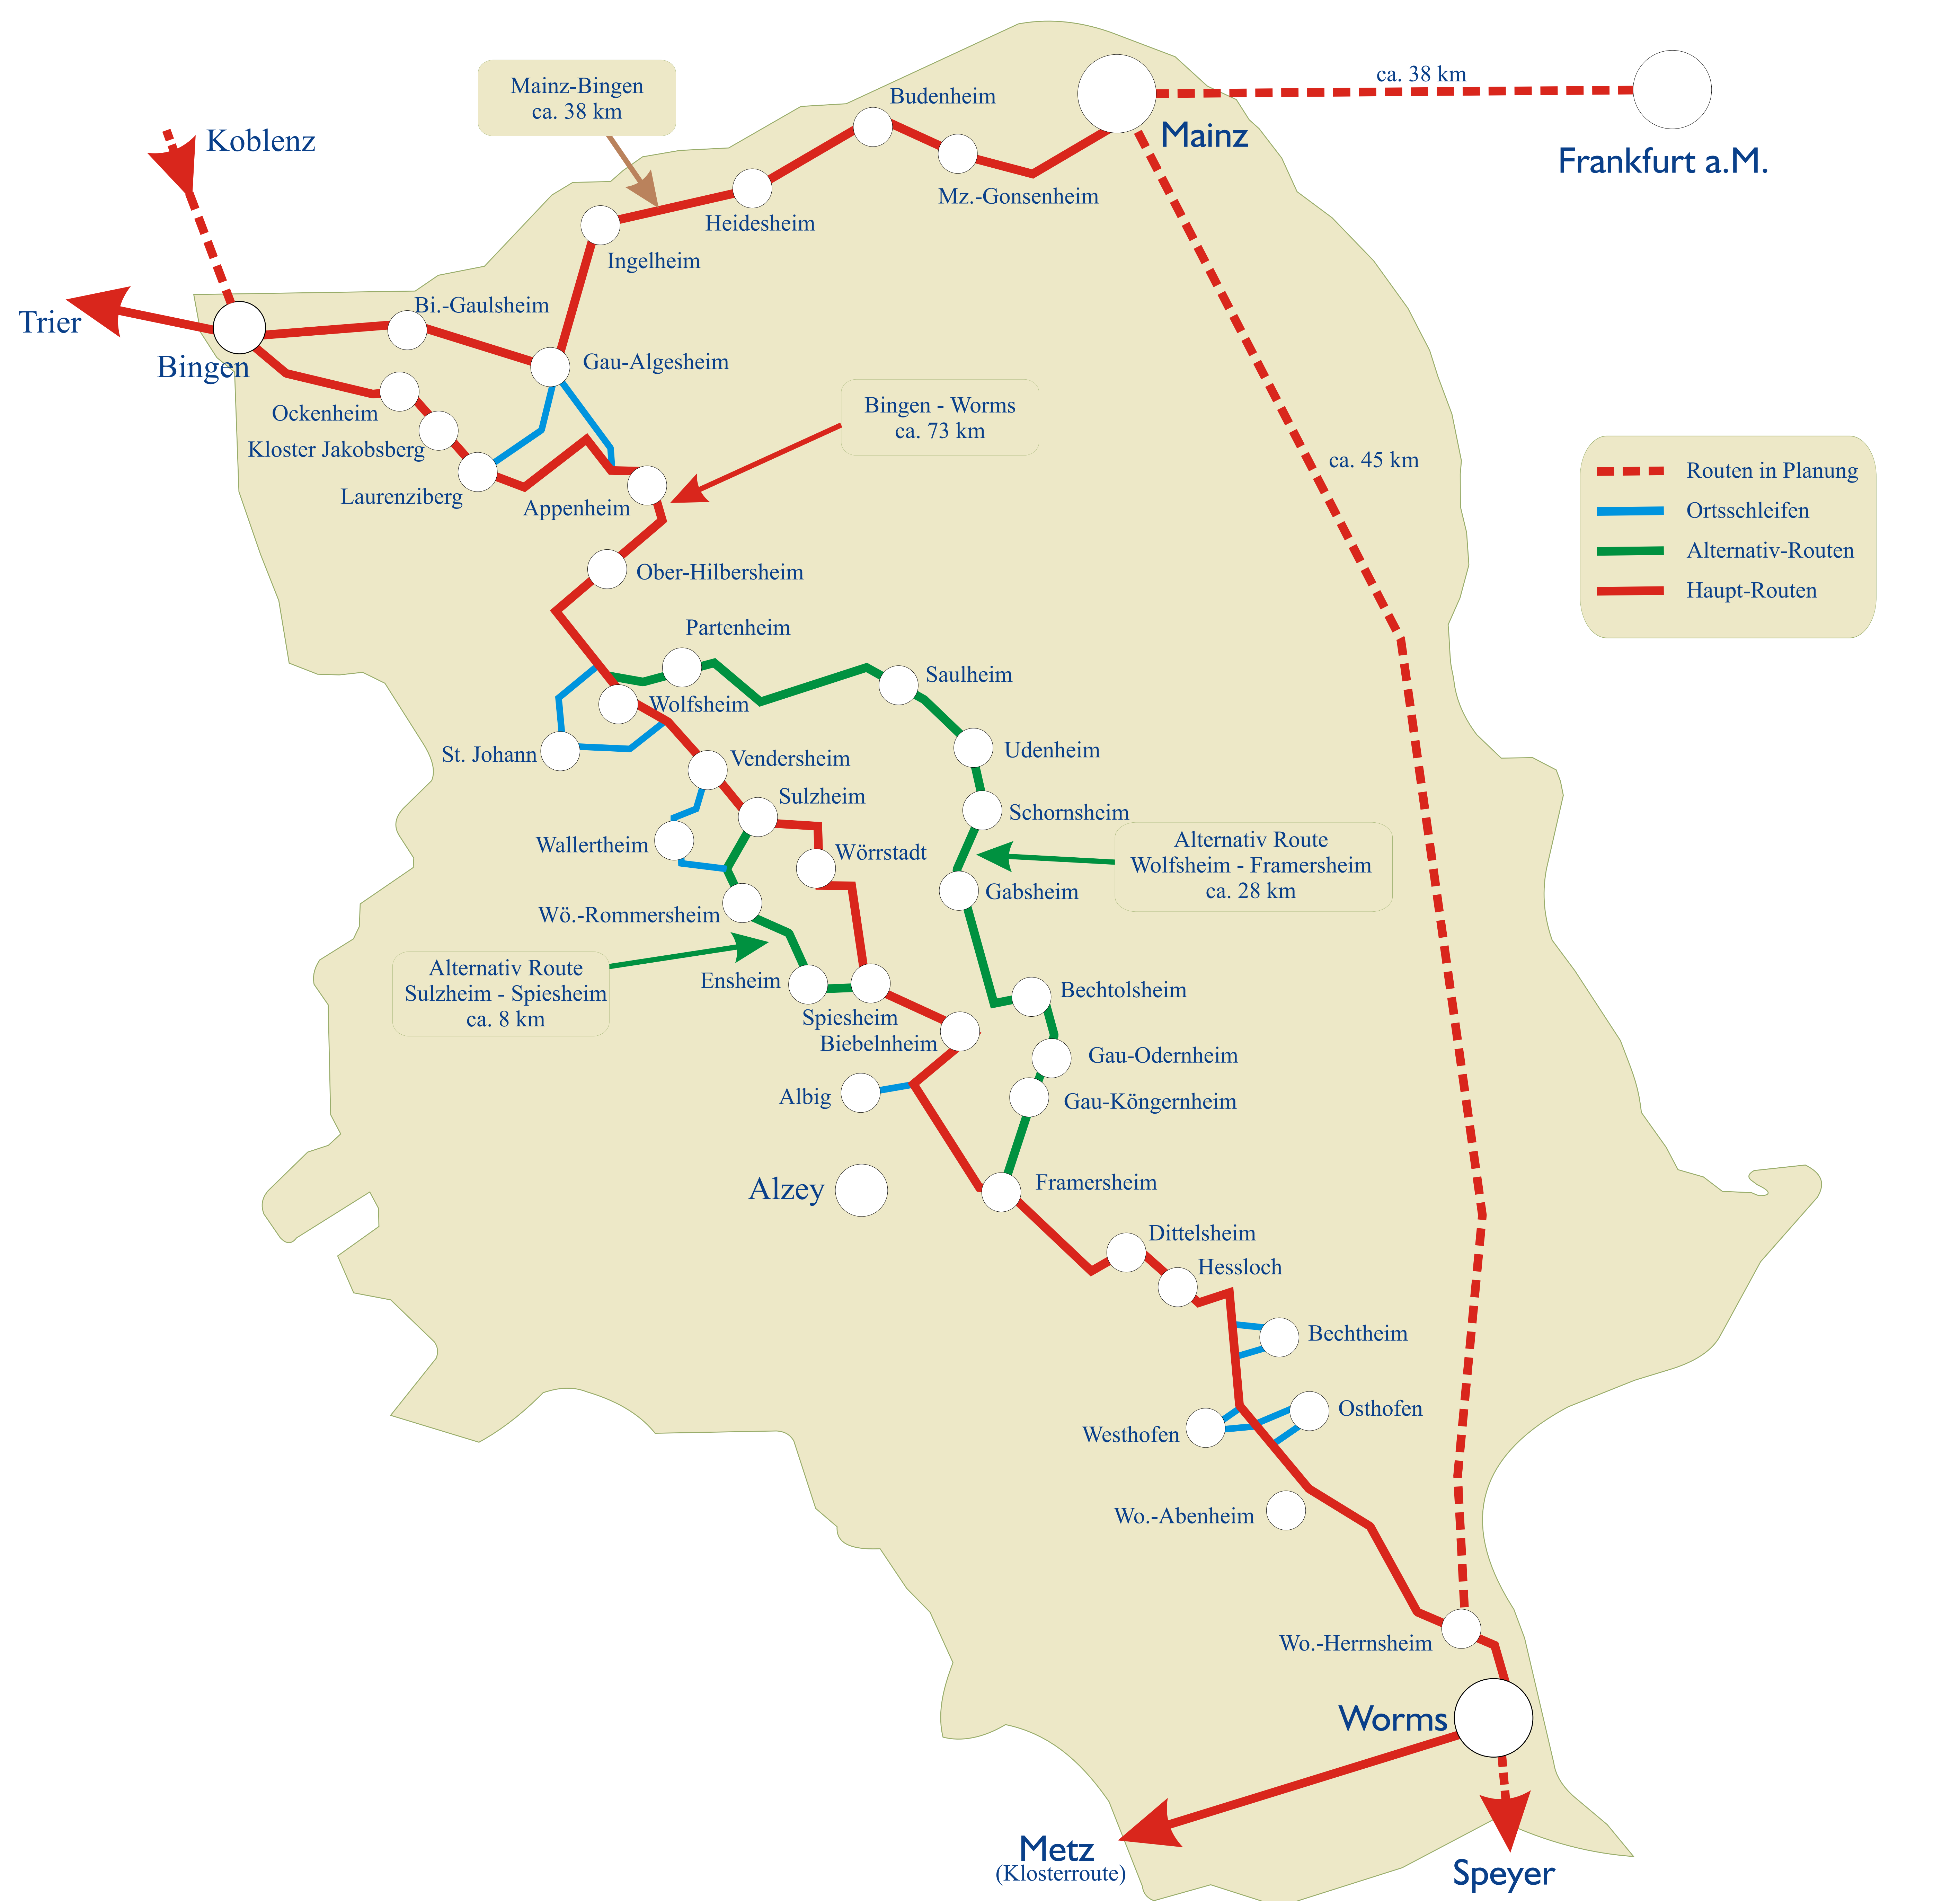 ca. 38 km
Mainz-Bingen
ca. 38 km
Budenheim
Mainz
Koblenz
Frankfurt a.M.
Mz.-Gonsenheim
Heidesheim
Ingelheim
Bi.-Gaulsheim
Trier
Bingen
Gau-Algesheim
Bingen - Worms
ca. 73 km
Ockenheim
Kloster Jakobsberg
ca. 45 km
Routen in Planung
Laurenziberg
Appenheim
Ortsschleifen
Alternativ-Routen
Ober-Hilbersheim
Haupt-Routen
Partenheim
Saulheim
Wolfsheim
St. Johann
Udenheim
Vendersheim
Sulzheim
Schornsheim
Wallertheim
Wörrstadt
Alternativ Route
Wolfsheim - Framersheim
ca. 28 km
Gabsheim
Wö.-Rommersheim
Alternativ Route
Sulzheim - Spiesheim
ca. 8 km
Ensheim
Bechtolsheim
Spiesheim
Biebelnheim
Gau-Odernheim
Albig
Gau-Köngernheim
Alzey
Framersheim
Dittelsheim
Hessloch
Bechtheim
Osthofen
Westhofen
Wo.-Abenheim
Wo.-Herrnsheim
Worms
Metz
(Klosterroute)
Speyer